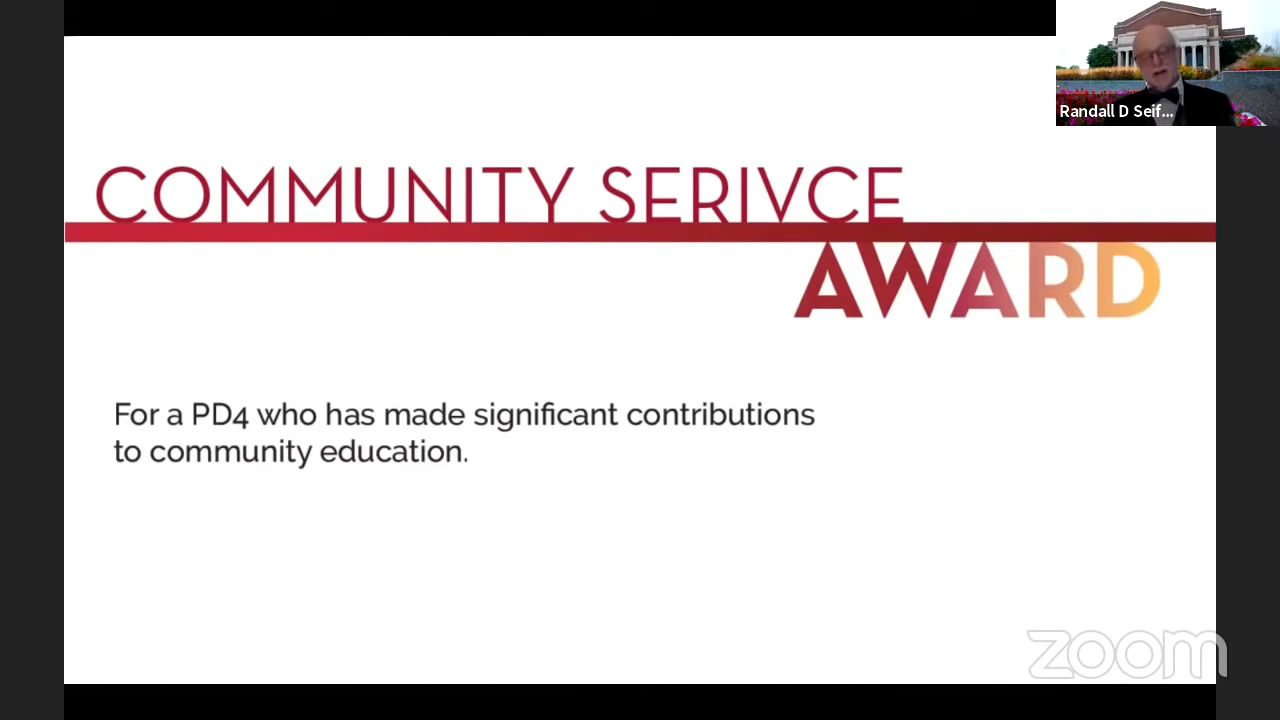 Randall D Seif...
COMMUNITY SERIVCE
AWARD
For a PD4 who has made significant contributions
to community education.
zoom